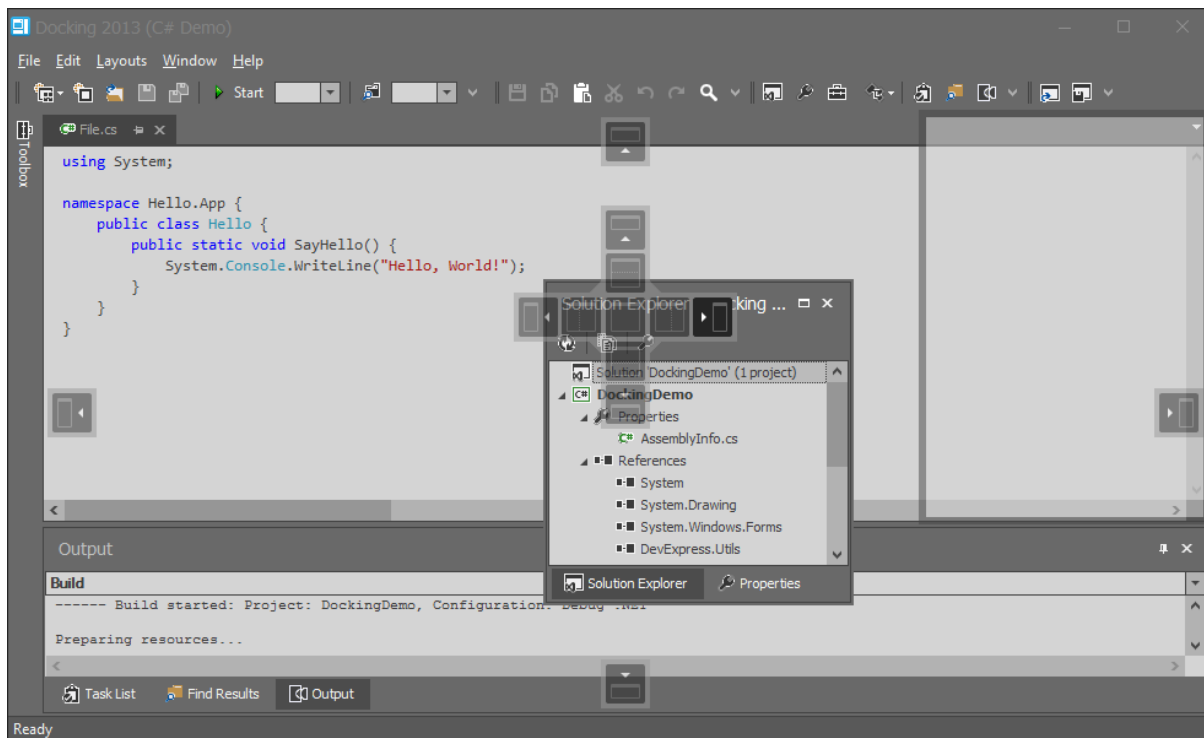 Docking 2013 (C# Demo)
File Edit Layouts Window Help
Start
Toolbox
File.cs
using System;
namespace Hello.App {
public class Hello {
public static void SayHello() {
System.Console.WriteLine("Hello, World!");
}
}
}
Solution Explorer king ...
Solution 'DockingDemo' (1 project)
C# DockingDemo
Properties
C# AssemblyInfo.cs
References
System
System.Drawing
System.Windows.Forms
DevExpress.Utils
Solution Explorer Properties
Output
Build
------ Build started: Project: DockingDemo, Configuration: Debug .NET
Preparing resources...
Task List Find Results Output
Ready